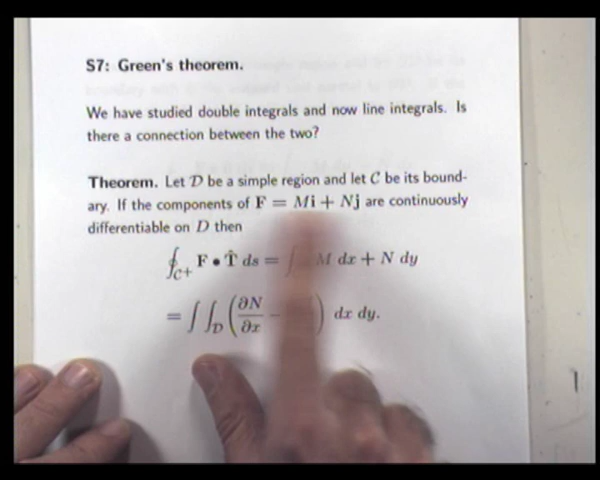 S7: Green's theorem.
We have studied double integrals and now line integrals. Is
there a connection between the two?
Theorem. Let D be a simple region and let C be its bound-
ary. If the components of F = Mi + Nj are continuously
differentiable on D then
∮C+ F • T̂ ds = ∫ M dx + N dy
= ∫∫D (∂N/∂x − ) dx dy.